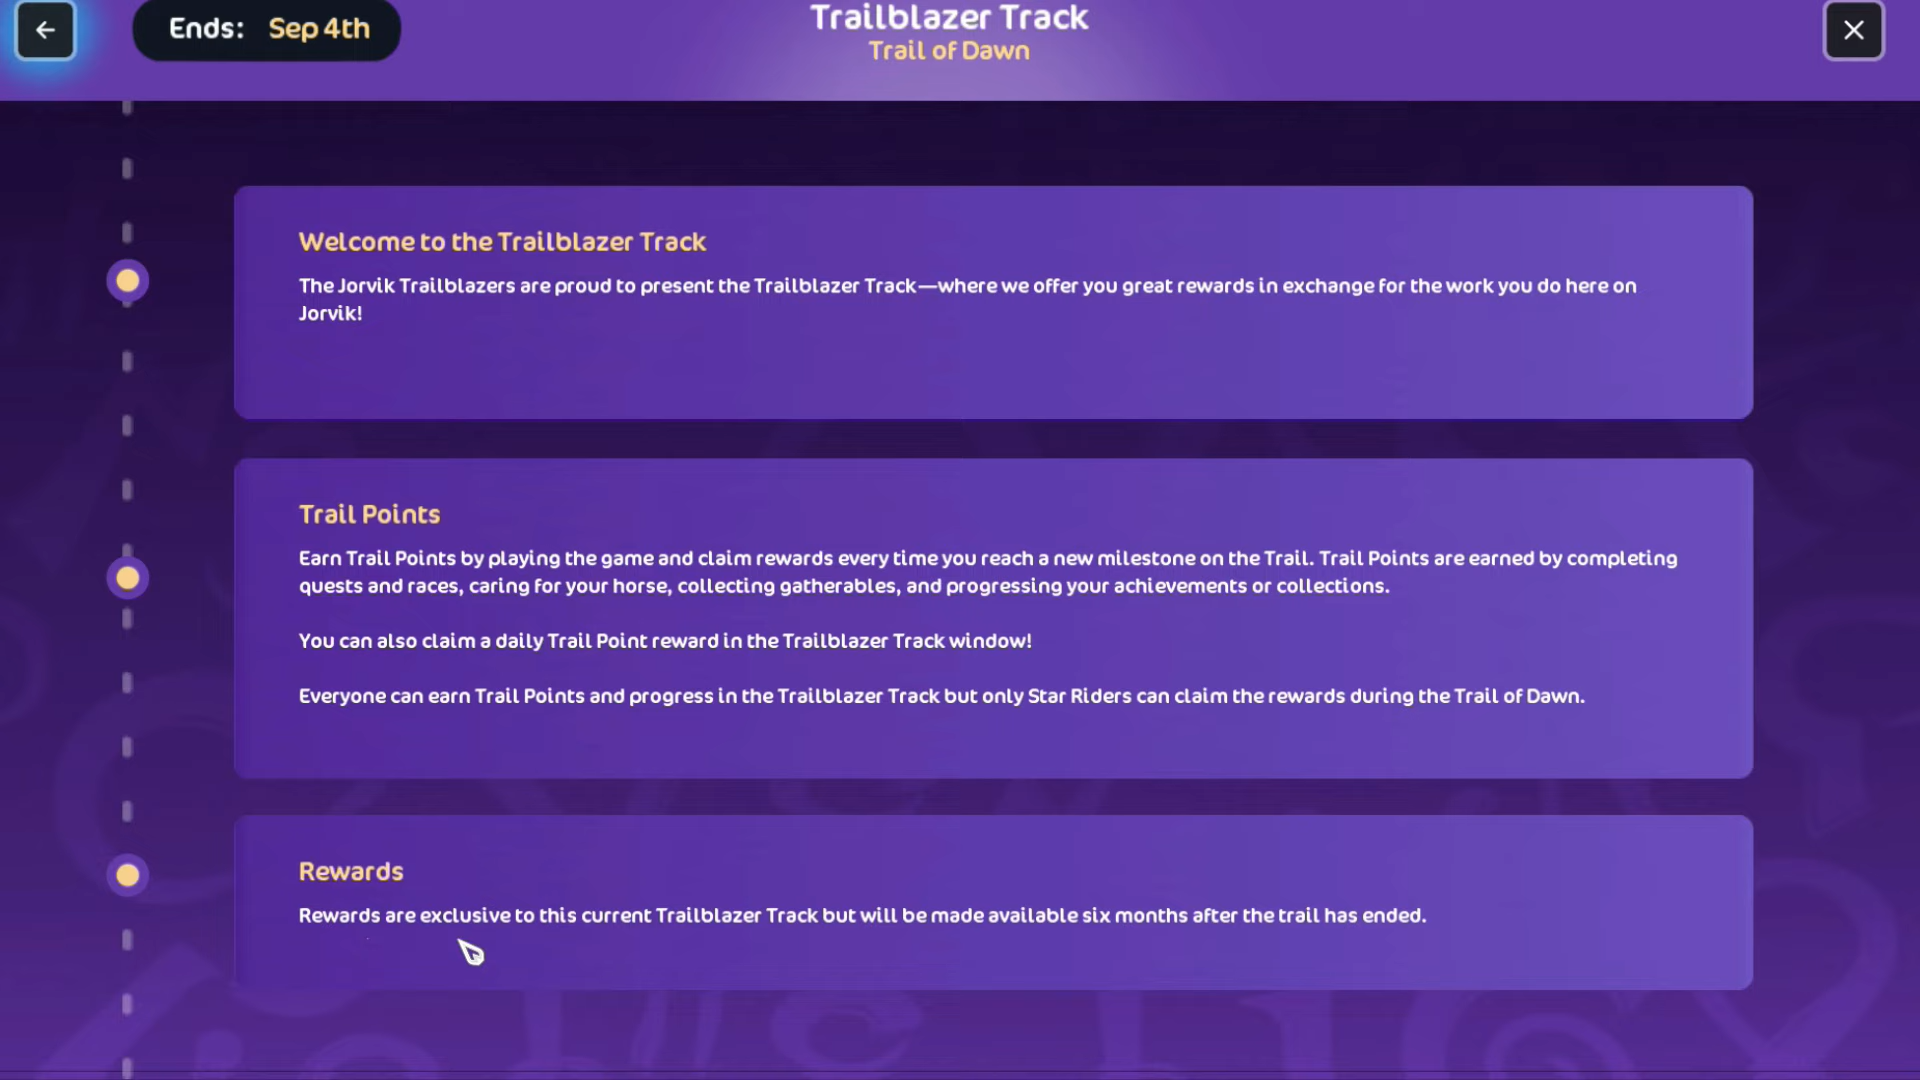 Ends: Sep 4th
Trailblazer Track
Trail of Dawn
Welcome to the Trailblazer Track
The Jorvik Trailblazers are proud to present the Trailblazer Track—where we offer you great rewards in exchange for the work you do here on
Jorvik!
Trail Points
Earn Trail Points by playing the game and claim rewards every time you reach a new milestone on the Trail. Trail Points are earned by completing
quests and races, caring for your horse, collecting gatherables, and progressing your achievements or collections.
You can also claim a daily Trail Point reward in the Trailblazer Track window!
Everyone can earn Trail Points and progress in the Trailblazer Track but only Star Riders can claim the rewards during the Trail of Dawn.
Rewards
Rewards are exclusive to this current Trailblazer Track but will be made available six months after the trail has ended.